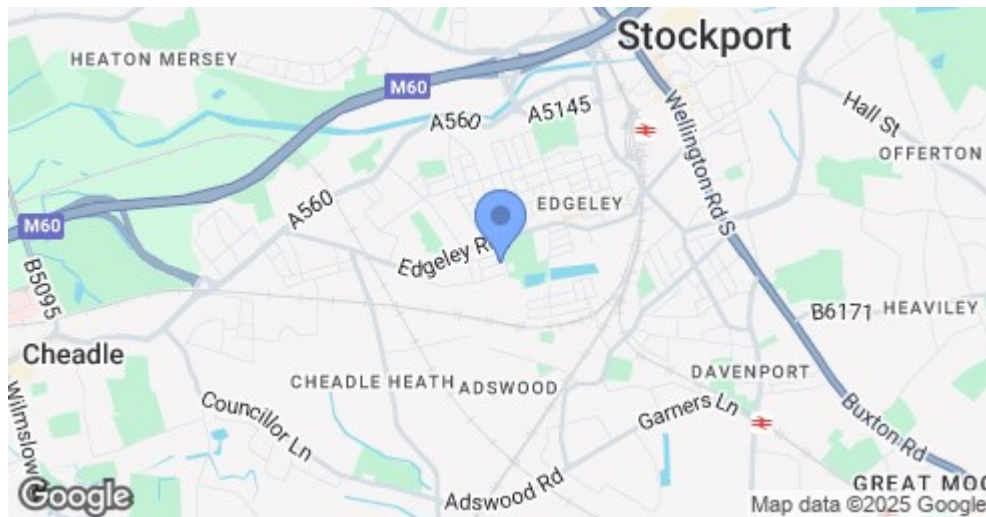 Stockport
HEATON MERSEY
M60
A5145
A560
Wellington Rd S
Hall St
OFFERTON
A560
EDGELEY
M60
B5095
Edgeley R
B6171
HEAVILEY
Cheadle
CHEADLE HEATH
ADSWOOD
DAVENPORT
Wilmslow
Councillor Ln
Garners Ln
Buxton Rd
Adswood Rd
GREAT MOO
Google
Map data ©2025 Google